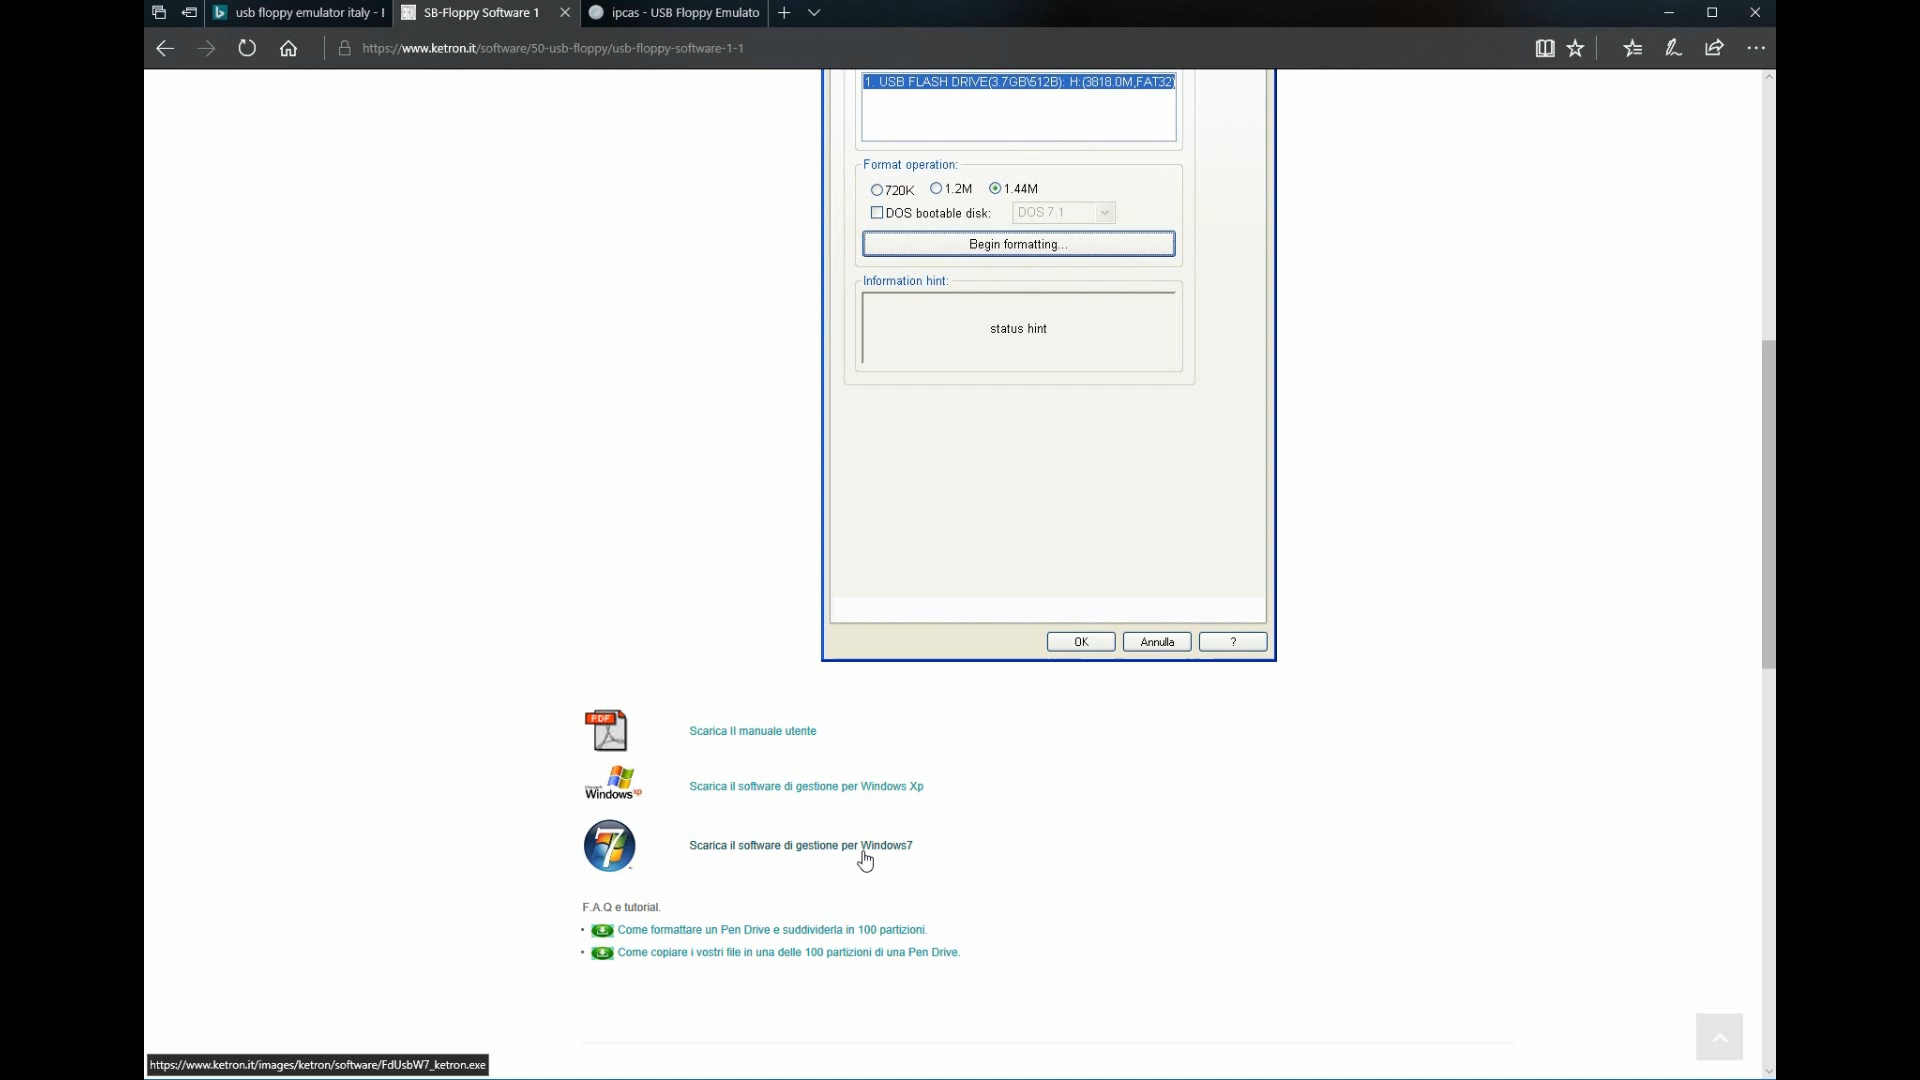 usb floppy emulator italy - l
SB-Floppy Software 1
ipcas - USB Floppy Emulato
https://www.ketron.it/software/50-usb-floppy/usb-floppy-software-1-1
1. USB FLASH DRIVE(3.7GB\512B): H:(3818.0M,FAT32)
Format operation:
720K 1.2M 1.44M
DOS bootable disk: DOS 7.1
Begin formatting...
Information hint:
status hint
OK Annulla ?
PDF
Scarica Il manuale utente
Microsoft Windows xp
Scarica il software di gestione per Windows Xp
7
Scarica il software di gestione per Windows7
F.A.Q e tutorial.
• Come formattare un Pen Drive e suddividerla in 100 partizioni.
• Come copiare i vostri file in una delle 100 partizioni di una Pen Drive.
https://www.ketron.it/images/ketron/software/FdUsbW7_ketron.exe